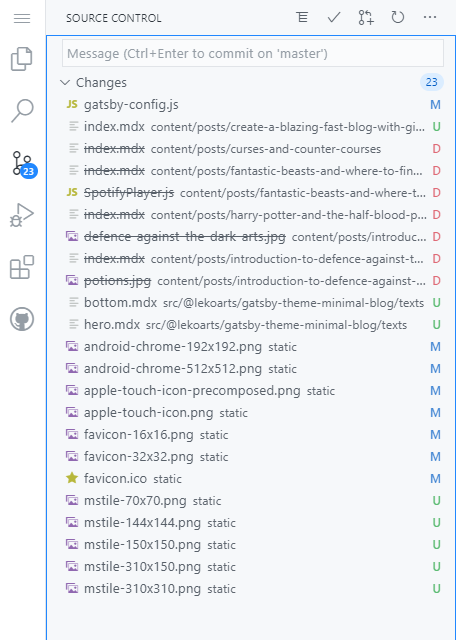 SOURCE CONTROL
Message (Ctrl+Enter to commit on 'master')
Changes 23
JS gatsby-config.js M
index.mdx content/posts/create-a-blazing-fast-blog-with-gi... U
index.mdx content/posts/curses-and-counter-courses D
index.mdx content/posts/fantastic-beasts-and-where-to-fin... D
23
JS SpotifyPlayer.js content/posts/fantastic-beasts-and-where-t... D
index.mdx content/posts/harry-potter-and-the-half-blood-p... D
defence-against-the-dark-arts.jpg content/posts/introduc... D
index.mdx content/posts/introduction-to-defence-against-t... D
potions.jpg content/posts/introduction-to-defence-against-... D
bottom.mdx src/@lekoarts/gatsby-theme-minimal-blog/texts U
hero.mdx src/@lekoarts/gatsby-theme-minimal-blog/texts U
android-chrome-192x192.png static M
android-chrome-512x512.png static M
apple-touch-icon-precomposed.png static M
apple-touch-icon.png static M
favicon-16x16.png static M
favicon-32x32.png static M
favicon.ico static M
mstile-70x70.png static U
mstile-144x144.png static U
mstile-150x150.png static U
mstile-310x150.png static U
mstile-310x310.png static U